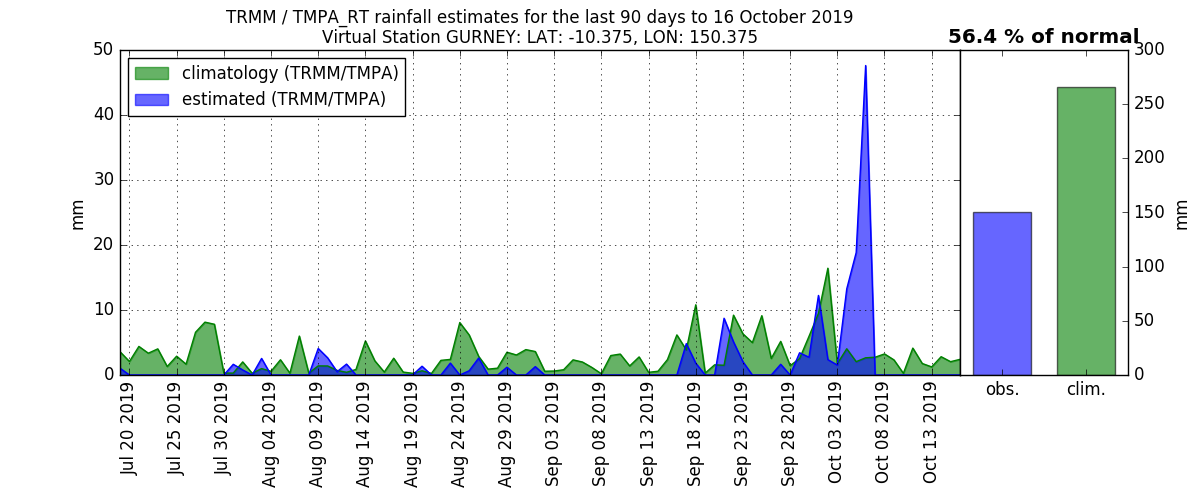 TRMM / TMPA_RT rainfall estimates for the last 90 days to 16 October 2019
Virtual Station GURNEY: LAT: -10.375, LON: 150.375
56.4 % of normal
climatology (TRMM/TMPA)
estimated (TRMM/TMPA)
50
40
30
20
10
0
mm
Jul 20 2019
Jul 25 2019
Jul 30 2019
Aug 04 2019
Aug 09 2019
Aug 14 2019
Aug 19 2019
Aug 24 2019
Aug 29 2019
Sep 03 2019
Sep 08 2019
Sep 13 2019
Sep 18 2019
Sep 23 2019
Sep 28 2019
Oct 03 2019
Oct 08 2019
Oct 13 2019
300
250
200
150
100
50
0
mm
obs.
clim.